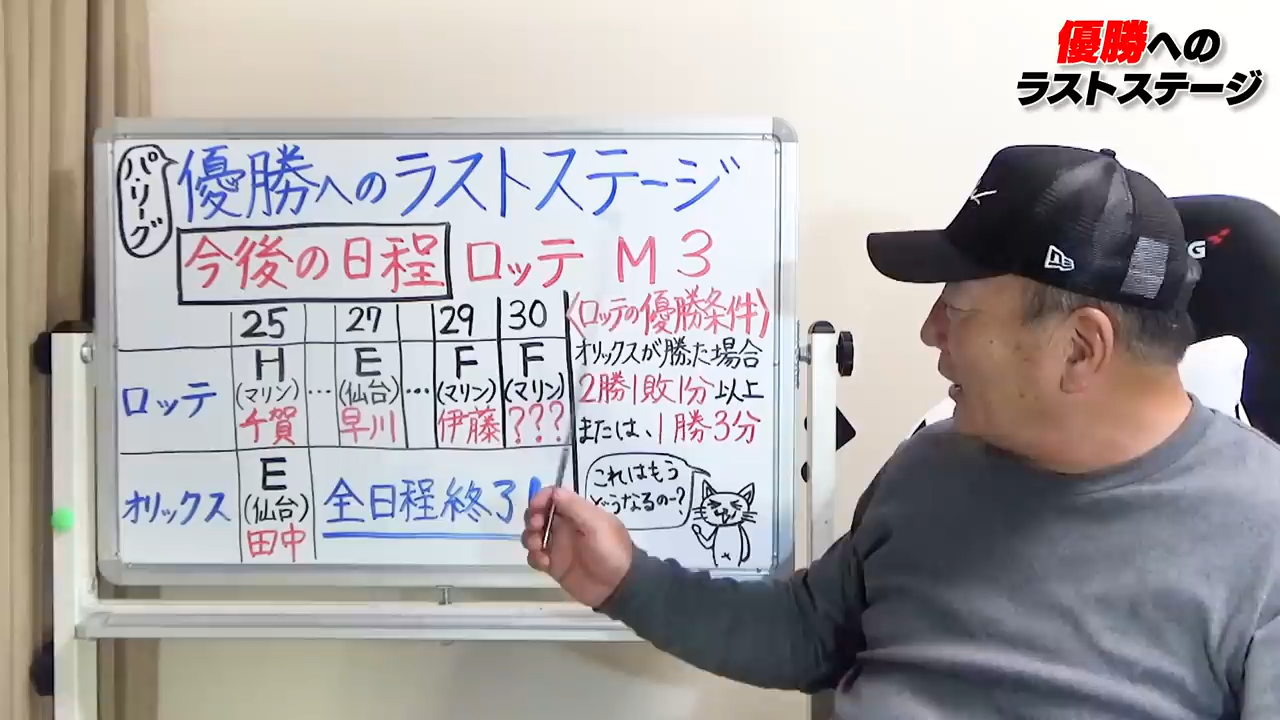 優勝への
ラストステージ
パ・リーグ
優勝へのラストステージ
今後の日程 ロッテ M3
25 27 29 30
ロッテ H E F F
(マリン) … (仙台) … (マリン) (マリン)
千賀 早川 伊藤 ???
オリックス E
(仙台)
田中
全日程終了!
〈ロッテの優勝条件〉
オリックスが勝った場合
2勝1敗1分以上
または、1勝3分
これはもう
どうなるのー?
NE
G